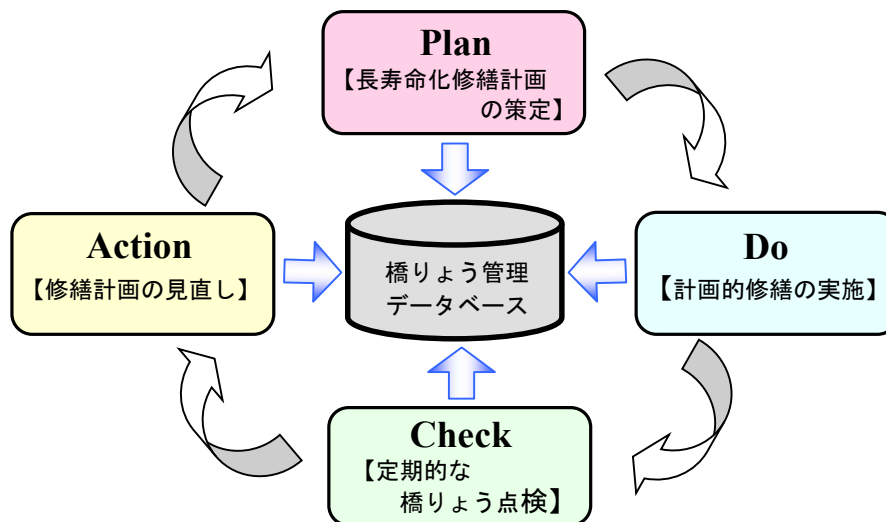 Plan
【長寿命化修繕計画
の策定】
Action
【修繕計画の見直し】
橋りょう管理
データベース
Do
【計画的修繕の実施】
Check
【定期的な
橋りょう点検】